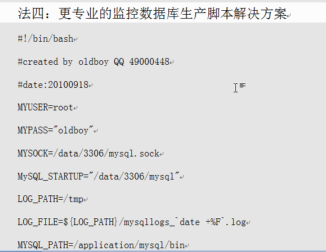 法四：更专业的监控数据库生产脚本解决方案
#!/bin/bash
#created by oldboy QQ 49000448
#date:20100918
MYUSER=root
MYPASS="oldboy"
MYSOCK=/data/3306/mysql.sock
MySQL_STARTUP="/data/3306/mysql"
LOG_PATH=/tmp
LOG_FILE=${LOG_PATH}/mysqllogs_`date +%F`.log
MYSQL_PATH=/application/mysql/bin